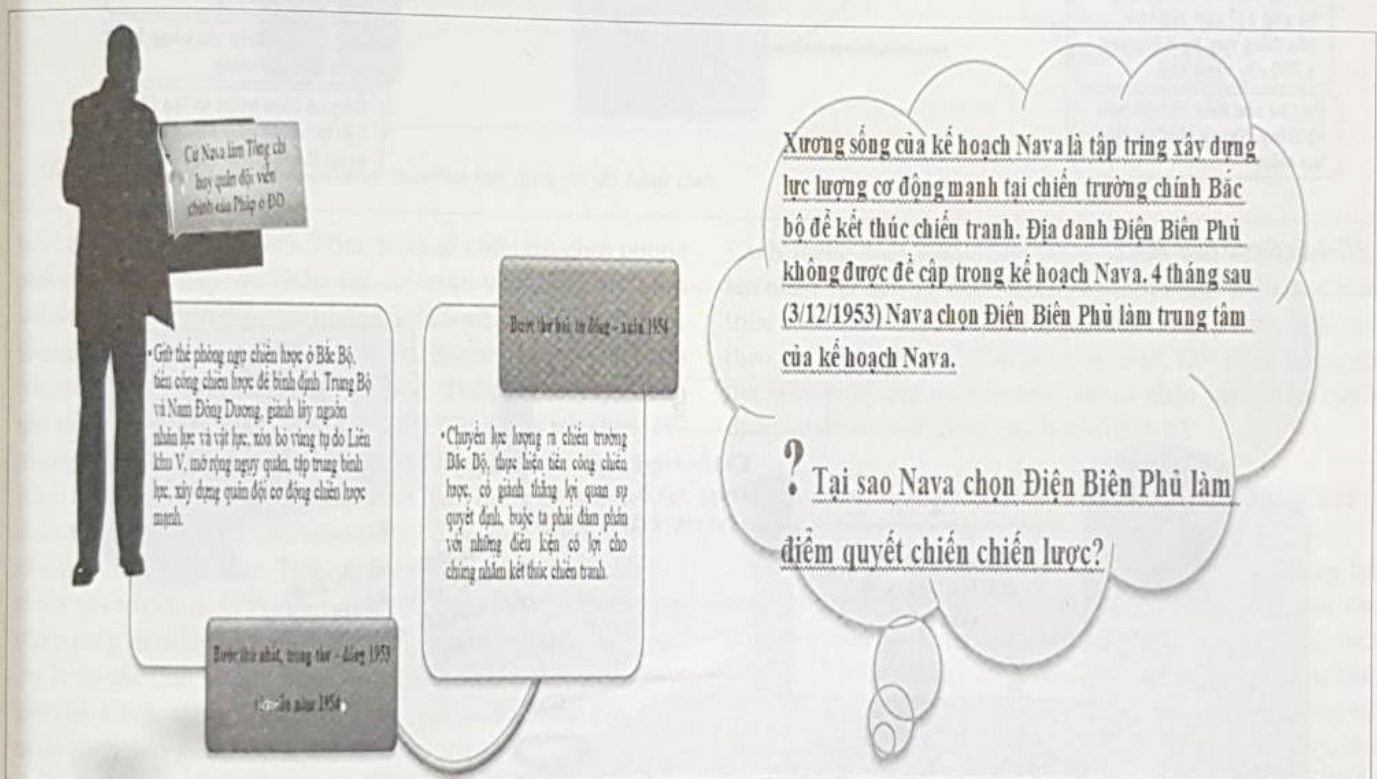 • Cử Nava làm Tổng chỉ
huy quân đội viễn
chinh của Pháp ở ĐD
• Giữ thế phòng ngự chiến lược ở Bắc Bộ,
tiến công chiến lược để bình định Trung Bộ
và Nam Đông Dương, giành lấy nguồn
nhân lực và vật lực, xóa bỏ vùng tự do Liên
khu V, mở rộng ngụy quân, tập trung binh
lực, xây dựng quân đội cơ động chiến lược
mạnh.
Bước thứ nhất, trong thu – đông 1953
và xuân năm 1954
Bước thứ hai, từ đông – xuân 1954
• Chuyển lực lượng ra chiến trường
Bắc Bộ, thực hiện tiến công chiến
lược, cố giành thắng lợi quân sự
quyết định, buộc ta phải đàm phán
với những điều kiện có lợi cho
chúng nhằm kết thúc chiến tranh.
Xương sống của kế hoạch Nava là tập tring xây dựng
lực lượng cơ động mạnh tại chiến trường chính Bắc
bộ để kết thúc chiến tranh. Địa danh Điện Biên Phủ
không được đề cập trong kế hoạch Nava. 4 tháng sau
(3/12/1953) Nava chọn Điện Biên Phủ làm trung tâm
của kế hoạch Nava.
? Tại sao Nava chọn Điện Biên Phủ làm
điểm quyết chiến chiến lược?